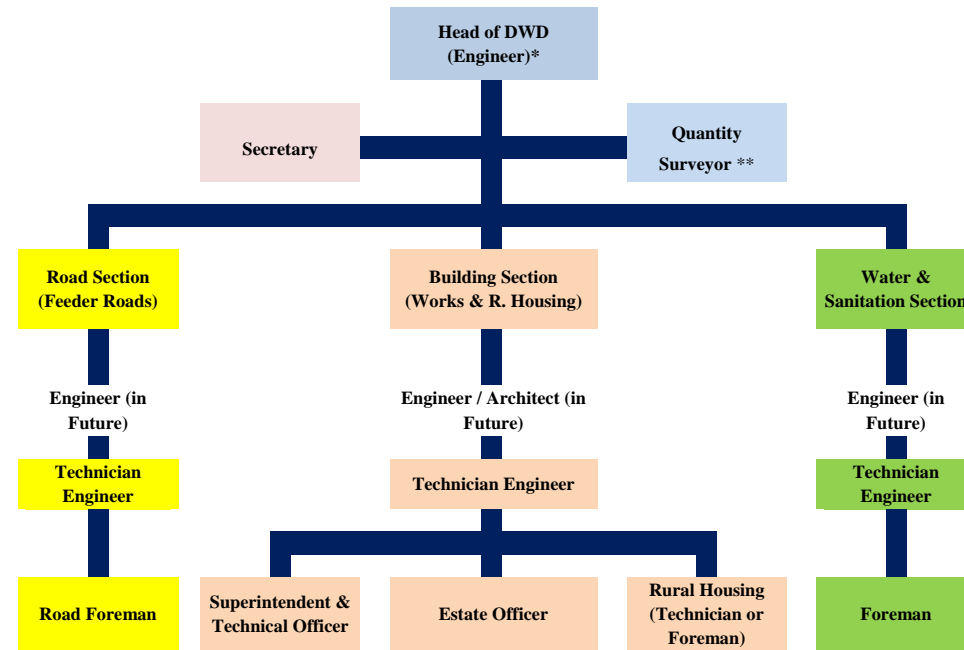 Head of DWD
(Engineer)*
Secretary
Quantity
Surveyor **
Road Section
(Feeder Roads)
Building Section
(Works & R. Housing)
Water &
Sanitation Section
Engineer (in
Future)
Engineer / Architect (in
Future)
Engineer (in
Future)
Technician
Engineer
Technician Engineer
Technician
Engineer
Road Foreman
Superintendent &
Technical Officer
Estate Officer
Rural Housing
(Technician or
Foreman)
Foreman